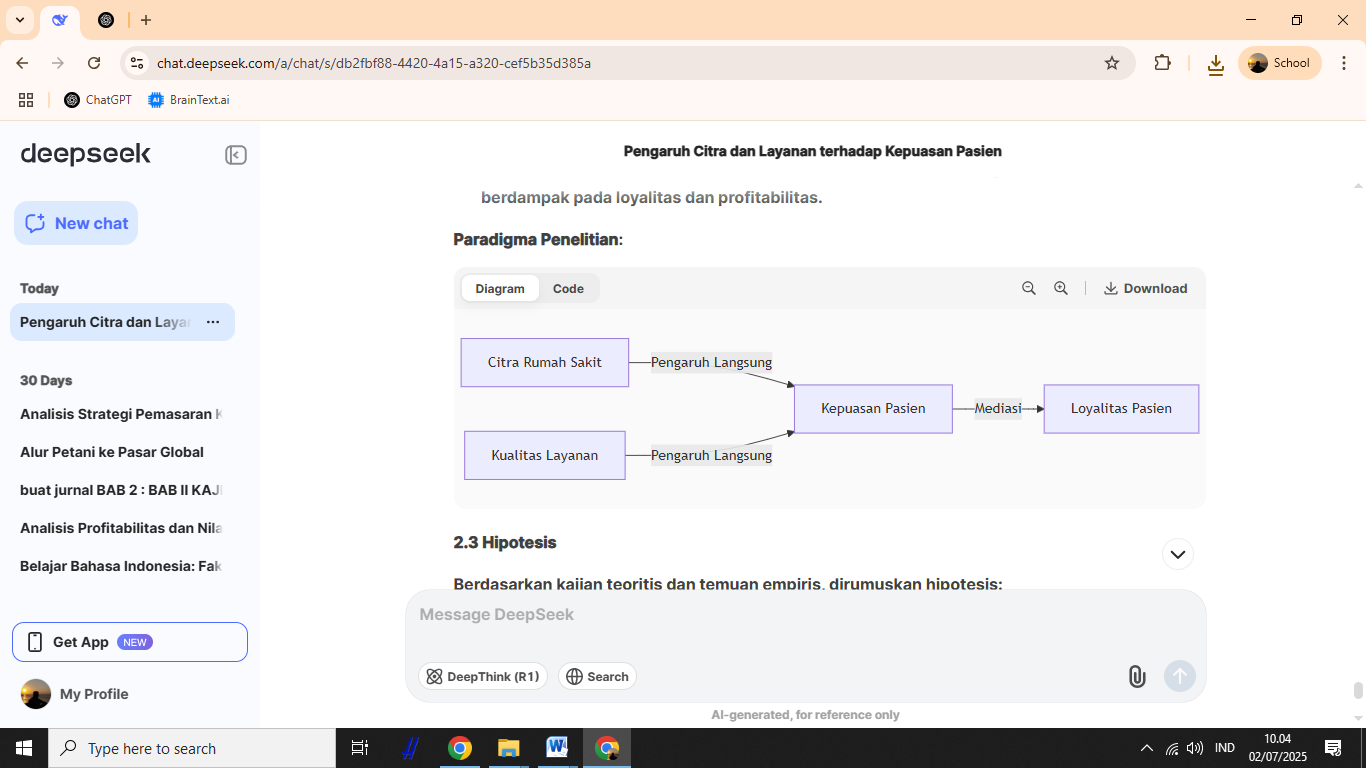 chat.deepseek.com/a/chat/s/db2fbf88-4420-4a15-a320-cef5b35d385a
School
ChatGPT
BrainText.ai
deepseek
New chat
Today
Pengaruh Citra dan Layan
30 Days
Analisis Strategi Pemasaran K
Alur Petani ke Pasar Global
buat jurnal BAB 2 : BAB II KAJI
Analisis Profitabilitas dan Nila
Belajar Bahasa Indonesia: Fak
Get App NEW
My Profile
Pengaruh Citra dan Layanan terhadap Kepuasan Pasien
berdampak pada loyalitas dan profitabilitas.
Paradigma Penelitian:
Diagram Code Download
Citra Rumah Sakit Pengaruh Langsung
Kepuasan Pasien Mediasi Loyalitas Pasien
Kualitas Layanan Pengaruh Langsung
2.3 Hipotesis
Berdasarkan kajian teoritis dan temuan empiris, dirumuskan hipotesis:
Message DeepSeek
DeepThink (R1) Search
AI-generated, for reference only
Type here to search
IND
10.04
02/07/2025